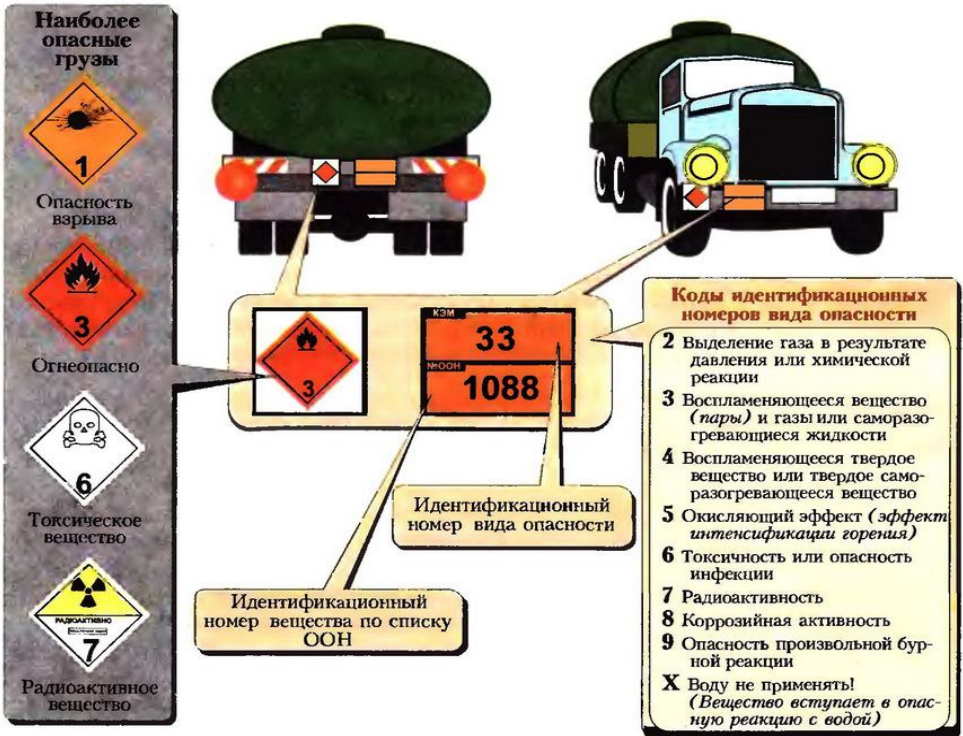 Наиболее
опасные
грузы
1
Опасность
взрыва
3
Огнеопасно
6
Токсическое
вещество
РАДИОАКТИВНО
7
Радиоактивное
вещество
3
КЭМ
33
№ООН
1088
Идентификационный
номер вида опасности
Идентификационный
номер вещества по списку
ООН
Коды идентификационных
номеров вида опасности
2 Выделение газа в результате
давления или химической
реакции
3 Воспламеняющееся вещество
(пары) и газы или саморазо-
гревающиеся жидкости
4 Воспламеняющееся твердое
вещество или твердое само-
разогревающееся вещество
5 Окисляющий эффект (эффект
интенсификации горения)
6 Токсичность или опасность
инфекции
7 Радиоактивность
8 Коррозийная активность
9 Опасность произвольной бур-
ной реакции
X Воду не применять!
(Вещество вступает в опас-
ную реакцию с водой)